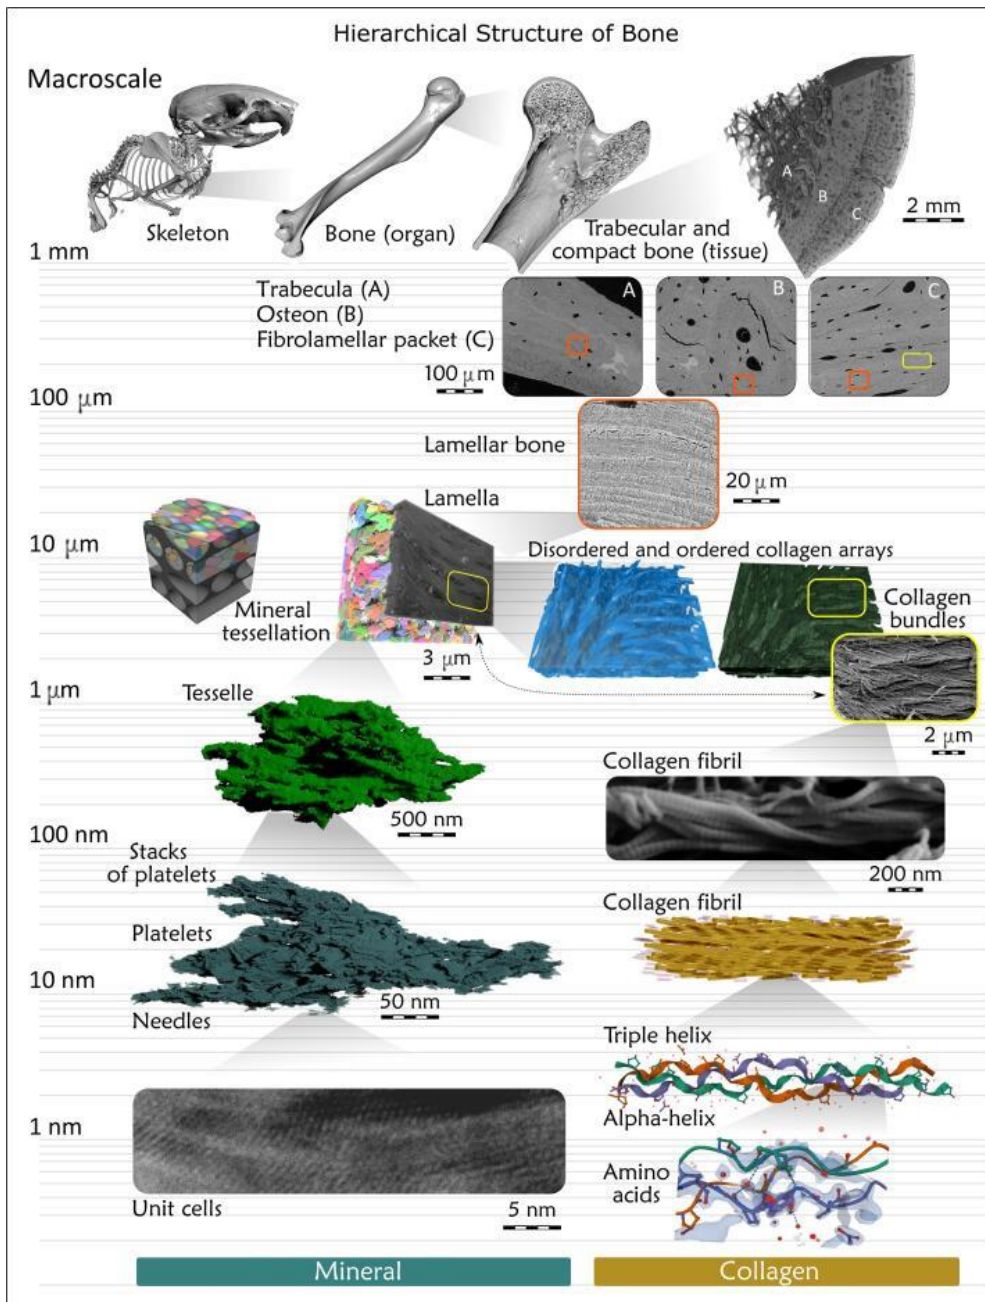 Hierarchical Structure of Bone
Macroscale
A
B
C
2 mm
Skeleton
Bone (organ)
Trabecular and
compact bone (tissue)
1 mm
Trabecula (A)
Osteon (B)
Fibrolamellar packet (C)
A
B
C
100 μm
100 μm
Lamellar bone
20 μm
Lamella
10 μm
Disordered and ordered collagen arrays
Mineral
tessellation
Collagen
bundles
3 μm
1 μm
Tesselle
2 μm
Collagen fibril
500 nm
100 nm
Stacks
of platelets
200 nm
Collagen fibril
Platelets
10 nm
50 nm
Needles
Triple helix
1 nm
Alpha-helix
Amino
acids
Unit cells
5 nm
Mineral
Collagen